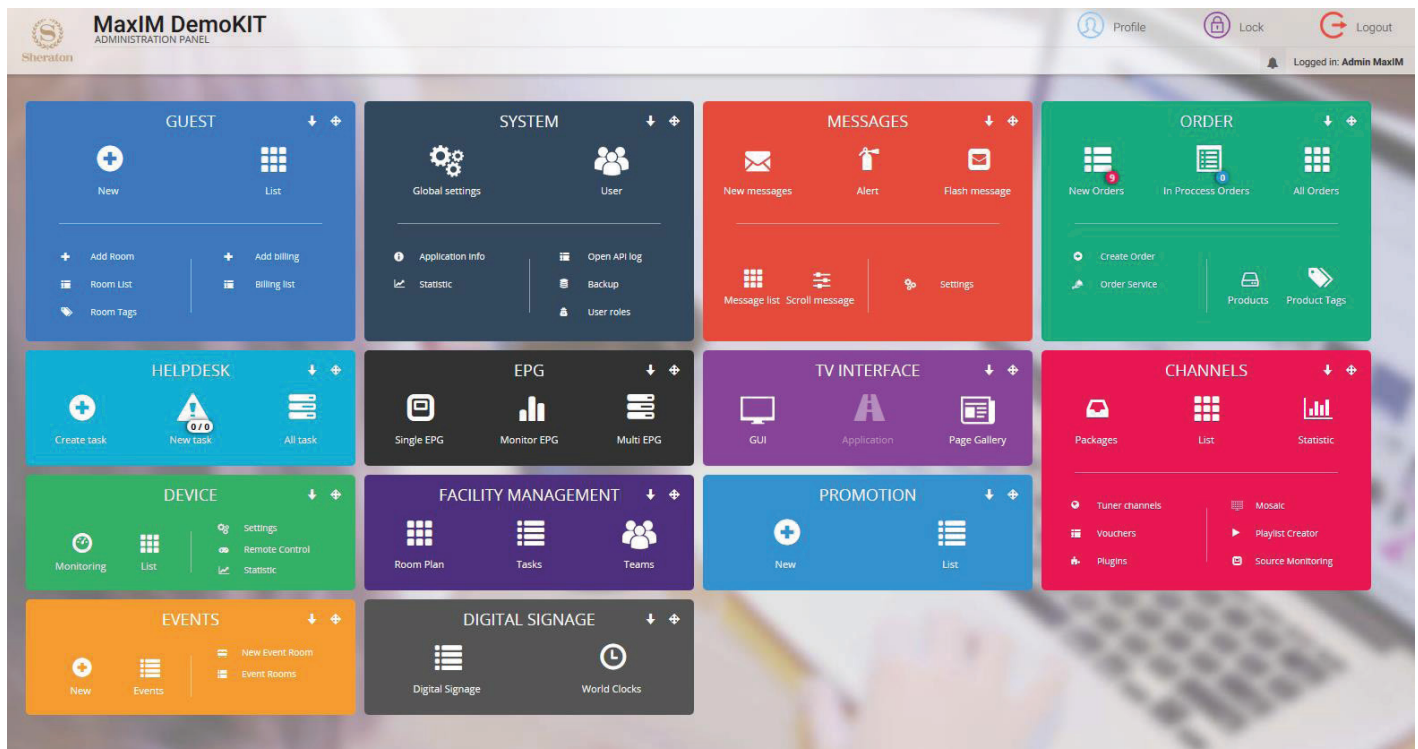 MaxIM DemoKIT
ADMINISTRATION PANEL
Sheraton
Profile
Lock
Logout
Logged in: Admin MaxIM
GUEST
New
List
Add Room
Add billing
Room List
Billing list
Room Tags
SYSTEM
Global settings
User
Application info
Open API log
Statistic
Backup
User roles
MESSAGES
New messages
Alert
Flash message
Message list
Scroll message
Settings
ORDER
9
0
New Orders
In Proccess Orders
All Orders
Create Order
Order Service
Products
Product Tags
HELPDESK
0 / 0
Create task
New task
All task
EPG
Single EPG
Monitor EPG
Multi EPG
TV INTERFACE
GUI
Application
Page Gallery
CHANNELS
Packages
List
Statistic
Tuner channels
Mosaic
Vouchers
Playlist Creator
Plugins
Source Monitoring
DEVICE
Monitoring
List
Settings
Remote Control
Statistic
FACILITY MANAGEMENT
Room Plan
Tasks
Teams
PROMOTION
New
List
EVENTS
New
Events
New Event Room
Event Rooms
DIGITAL SIGNAGE
Digital Signage
World Clocks